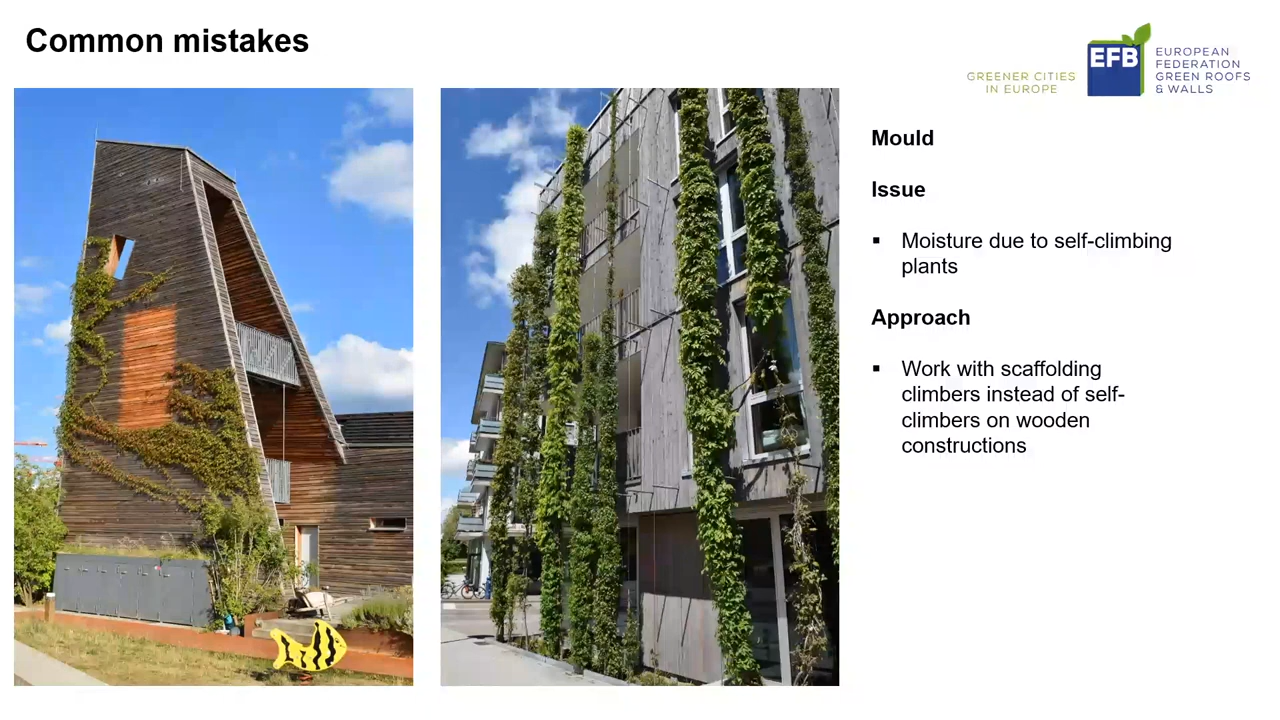 Common mistakes
GREENER CITIES
IN EUROPE
EFB
EUROPEAN
FEDERATION
GREEN ROOFS
& WALLS
Mould
Issue
▪ Moisture due to self-climbing
plants
Approach
▪ Work with scaffolding
climbers instead of self-
climbers on wooden
constructions